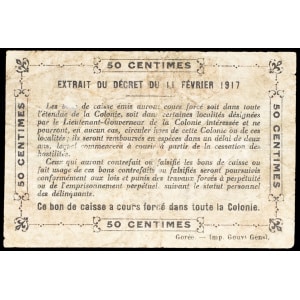 50 CENTIMES
EXTRAIT DU DÉCRET DU 11 FÉVRIER 1917
50 CENTIMES
50 CENTIMES
Les de caisse émis auront cours forcé soit dans toute
l'étendue de la Colonie, soit dans certaines localités désignées
par le Lieutenant-Gouverneur de la Colonie intéressée et ne
pourront, en aucun cas, circuler hors de cette Colonie ou de ces
localités. Ils seront remboursés en espèces dans un délai de deux
ans, lequel commencera à courir à partir de la cessation des
hostilités.
Ceux qui auront contrefait ou falsifié les bons de caisse ou
fait usage de ces bons contrefaits ou falsifiés seront poursuivis
conformément aux lois et punis des travaux forcés à perpétuité
ou de l'emprisonnement perpétuel suivant le statut personnel
des délinquants.
Ce bon de caisse a cours forcé dans toute la Colonie.
50 CENTIMES
Gorée — Imp. Gouvt Génal.